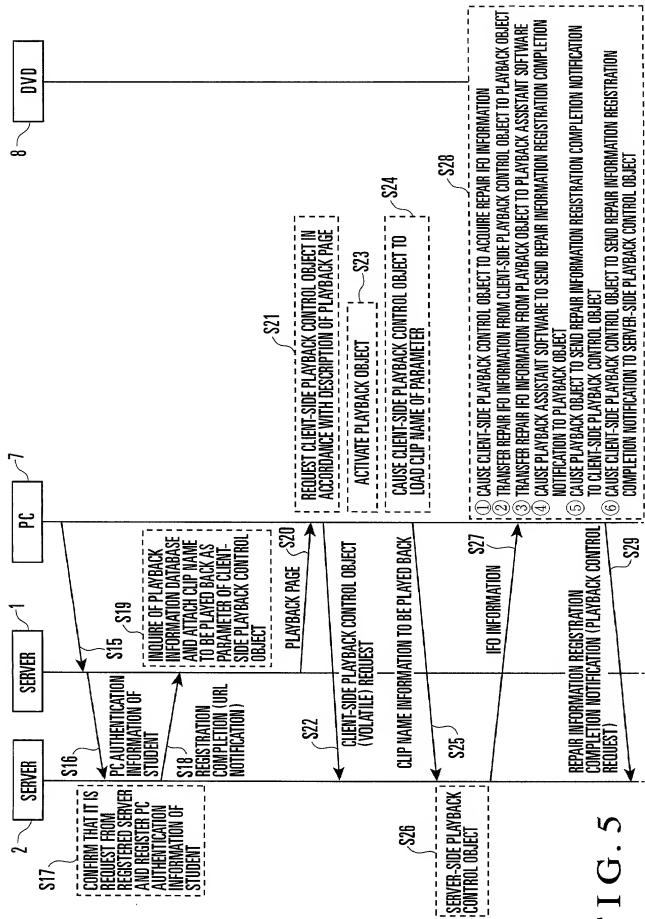 2
SERVER
1
SERVER
7
PC
8
DVD
S15
S16
PC AUTHENTICATION
INFORMATION OF
STUDENT
S17
CONFIRM THAT IT IS
REQUEST FROM
REGISTERED SERVER
AND REGISTER PC
AUTHENTICATION
INFORMATION OF
STUDENT
S18
REGISTRATION
COMPLETION (URL
NOTIFICATION)
S19
INQUIRE OF PLAYBACK
INFORMATION DATABASE
AND ATTACH CLIP NAME
TO BE PLAYED BACK AS
PARAMETER OF CLIENT-
SIDE PLAYBACK CONTROL
OBJECT
PLAYBACK PAGE
S20
S21
REQUEST CLIENT-SIDE PLAYBACK CONTROL OBJECT IN
ACCORDANCE WITH DESCRIPTION OF PLAYBACK PAGE
S22
CLIENT-SIDE PLAYBACK CONTROL OBJECT
(VOLATILE) REQUEST
S23
ACTIVATE PLAYBACK OBJECT
S24
CAUSE CLIENT-SIDE PLAYBACK CONTROL OBJECT TO
LOAD CLIP NAME OF PARAMETER
CLIP NAME INFORMATION TO BE PLAYED BACK
S25
S26
SERVER-SIDE PLAYBACK
CONTROL OBJECT
S27
IFO INFORMATION
S28
① CAUSE CLIENT-SIDE PLAYBACK CONTROL OBJECT TO ACQUIRE REPAIR IFO INFORMATION
② TRANSFER REPAIR IFO INFORMATION FROM CLIENT-SIDE PLAYBACK CONTROL OBJECT TO PLAYBACK OBJECT
③ TRANSFER REPAIR IFO INFORMATION FROM PLAYBACK OBJECT TO PLAYBACK ASSISTANT SOFTWARE
④ CAUSE PLAYBACK ASSISTANT SOFTWARE TO SEND REPAIR INFORMATION REGISTRATION COMPLETION
NOTIFICATION TO PLAYBACK OBJECT
⑤ CAUSE PLAYBACK OBJECT TO SEND REPAIR INFORMATION REGISTRATION COMPLETION NOTIFICATION
TO CLIENT-SIDE PLAYBACK CONTROL OBJECT
⑥ CAUSE CLIENT-SIDE PLAYBACK CONTROL OBJECT TO SEND REPAIR INFORMATION REGISTRATION
COMPLETION NOTIFICATION TO SERVER-SIDE PLAYBACK CONTROL OBJECT
REPAIR INFORMATION REGISTRATION
COMPLETION NOTIFICATION (PLAYBACK CONTROL
REQUEST)
S29
IG. 5